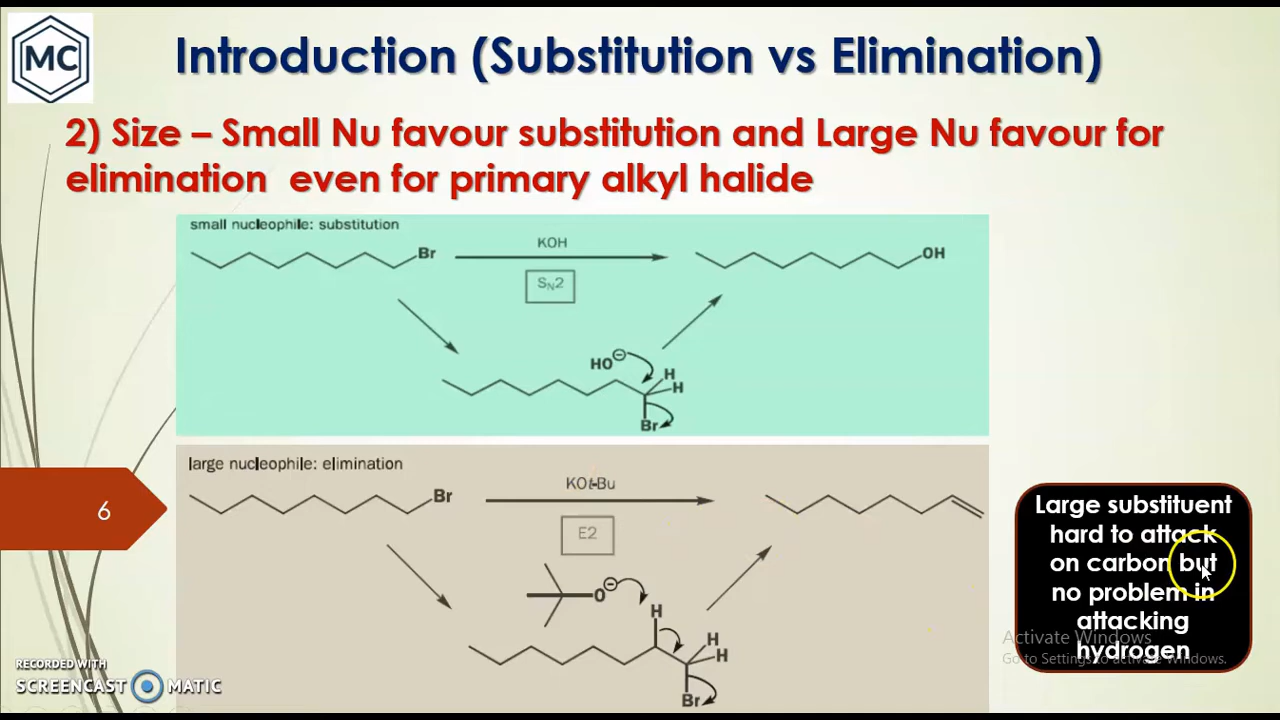 MC
Introduction (Substitution vs Elimination)
2) Size – Small Nu favour substitution and Large Nu favour for
elimination even for primary alkyl halide
small nucleophile: substitution
Br
KOH
SN2
OH
HO⊖
H
H
Br
large nucleophile: elimination
Br
KOt-Bu
E2
O⊖
H
H
H
Br
6
Large substituent
hard to attack
on carbon but
no problem in
attacking
hydrogen
Activate Windows
Go to Settings to activate Windows.
RECORDED WITH
SCREENCAST MATIC